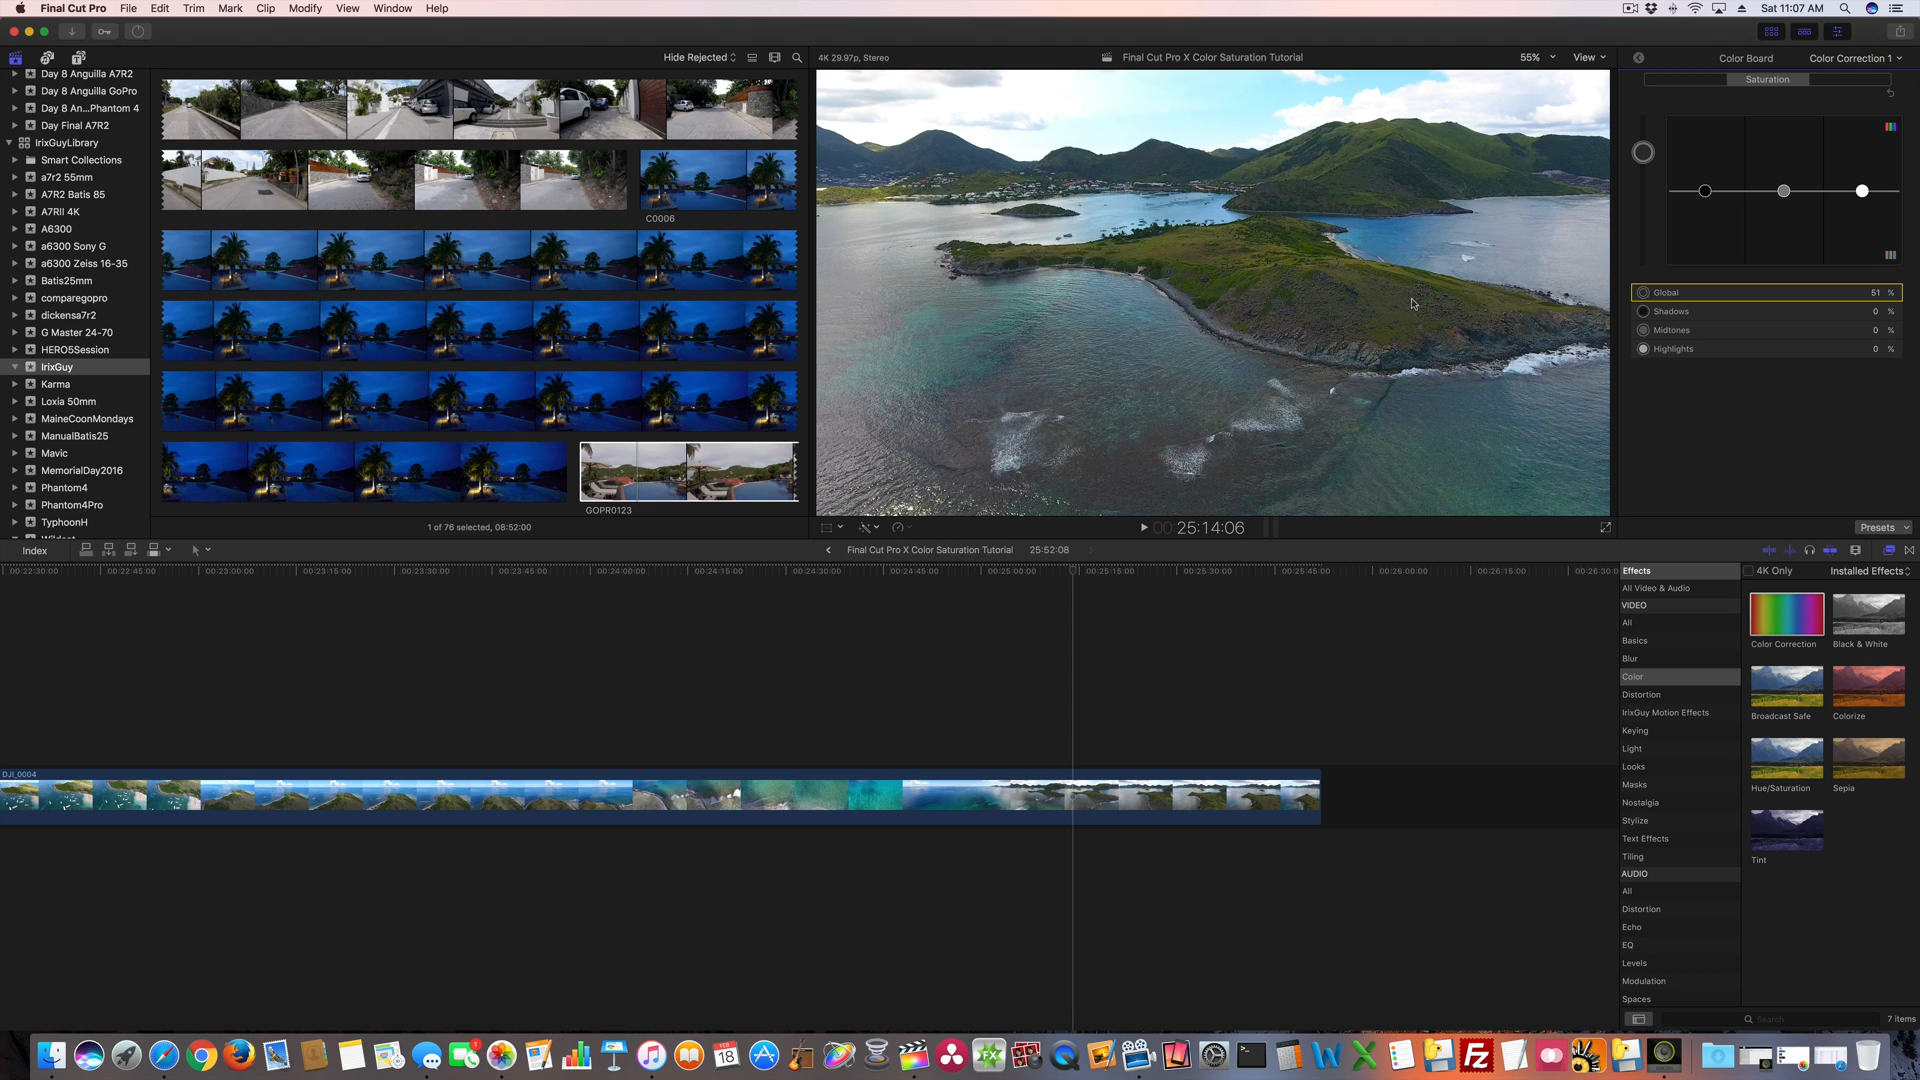 Final Cut Pro File Edit Trim Mark Clip Modify View Window Help
Sat 11:07 AM
Hide Rejected
4K 29.97p, Stereo
Final Cut Pro X Color Saturation Tutorial
55%
View
Color Board
Color Correction 1
Day 8 Anguilla A7R2
Day 8 Anguilla GoPro
Day 8 An...Phantom 4
Day Final A7R2
IrixGuyLibrary
Smart Collections
a7r2 55mm
A7R2 Batis 85
A7RII 4K
A6300
a6300 Sony G
a6300 Zeiss 16-35
Batis25mm
comparegopro
dickensa7r2
G Master 24-70
HERO5Session
IrixGuy
Karma
Loxia 50mm
MaineCoonMondays
ManualBatis25
Mavic
MemorialDay2016
Phantom4
Phantom4Pro
TyphoonH
C0006
GOPR0123
1 of 76 selected, 08:52:00
00:25:14:06
Saturation
Global 51 %
Shadows 0 %
Midtones 0 %
Highlights 0 %
Presets
Index
Final Cut Pro X Color Saturation Tutorial
25:52:08
00:22:30:00
00:22:45:00
00:23:00:00
00:23:15:00
00:23:30:00
00:23:45:00
00:24:00:00
00:24:15:00
00:24:30:00
00:24:45:00
00:25:00:00
00:25:15:00
00:25:30:00
00:25:45:00
00:26:00:00
00:26:15:00
00:26:30:0
DJI_0004
Effects
4K Only
Installed Effects
All Video & Audio
VIDEO
All
Basics
Blur
Color
Distortion
IrixGuy Motion Effects
Keying
Light
Looks
Masks
Nostalgia
Stylize
Text Effects
Tiling
AUDIO
All
Distortion
Echo
EQ
Levels
Modulation
Spaces
Color Correction
Black & White
Broadcast Safe
Colorize
Hue/Saturation
Sepia
Tint
Search
7 items
FEB
18